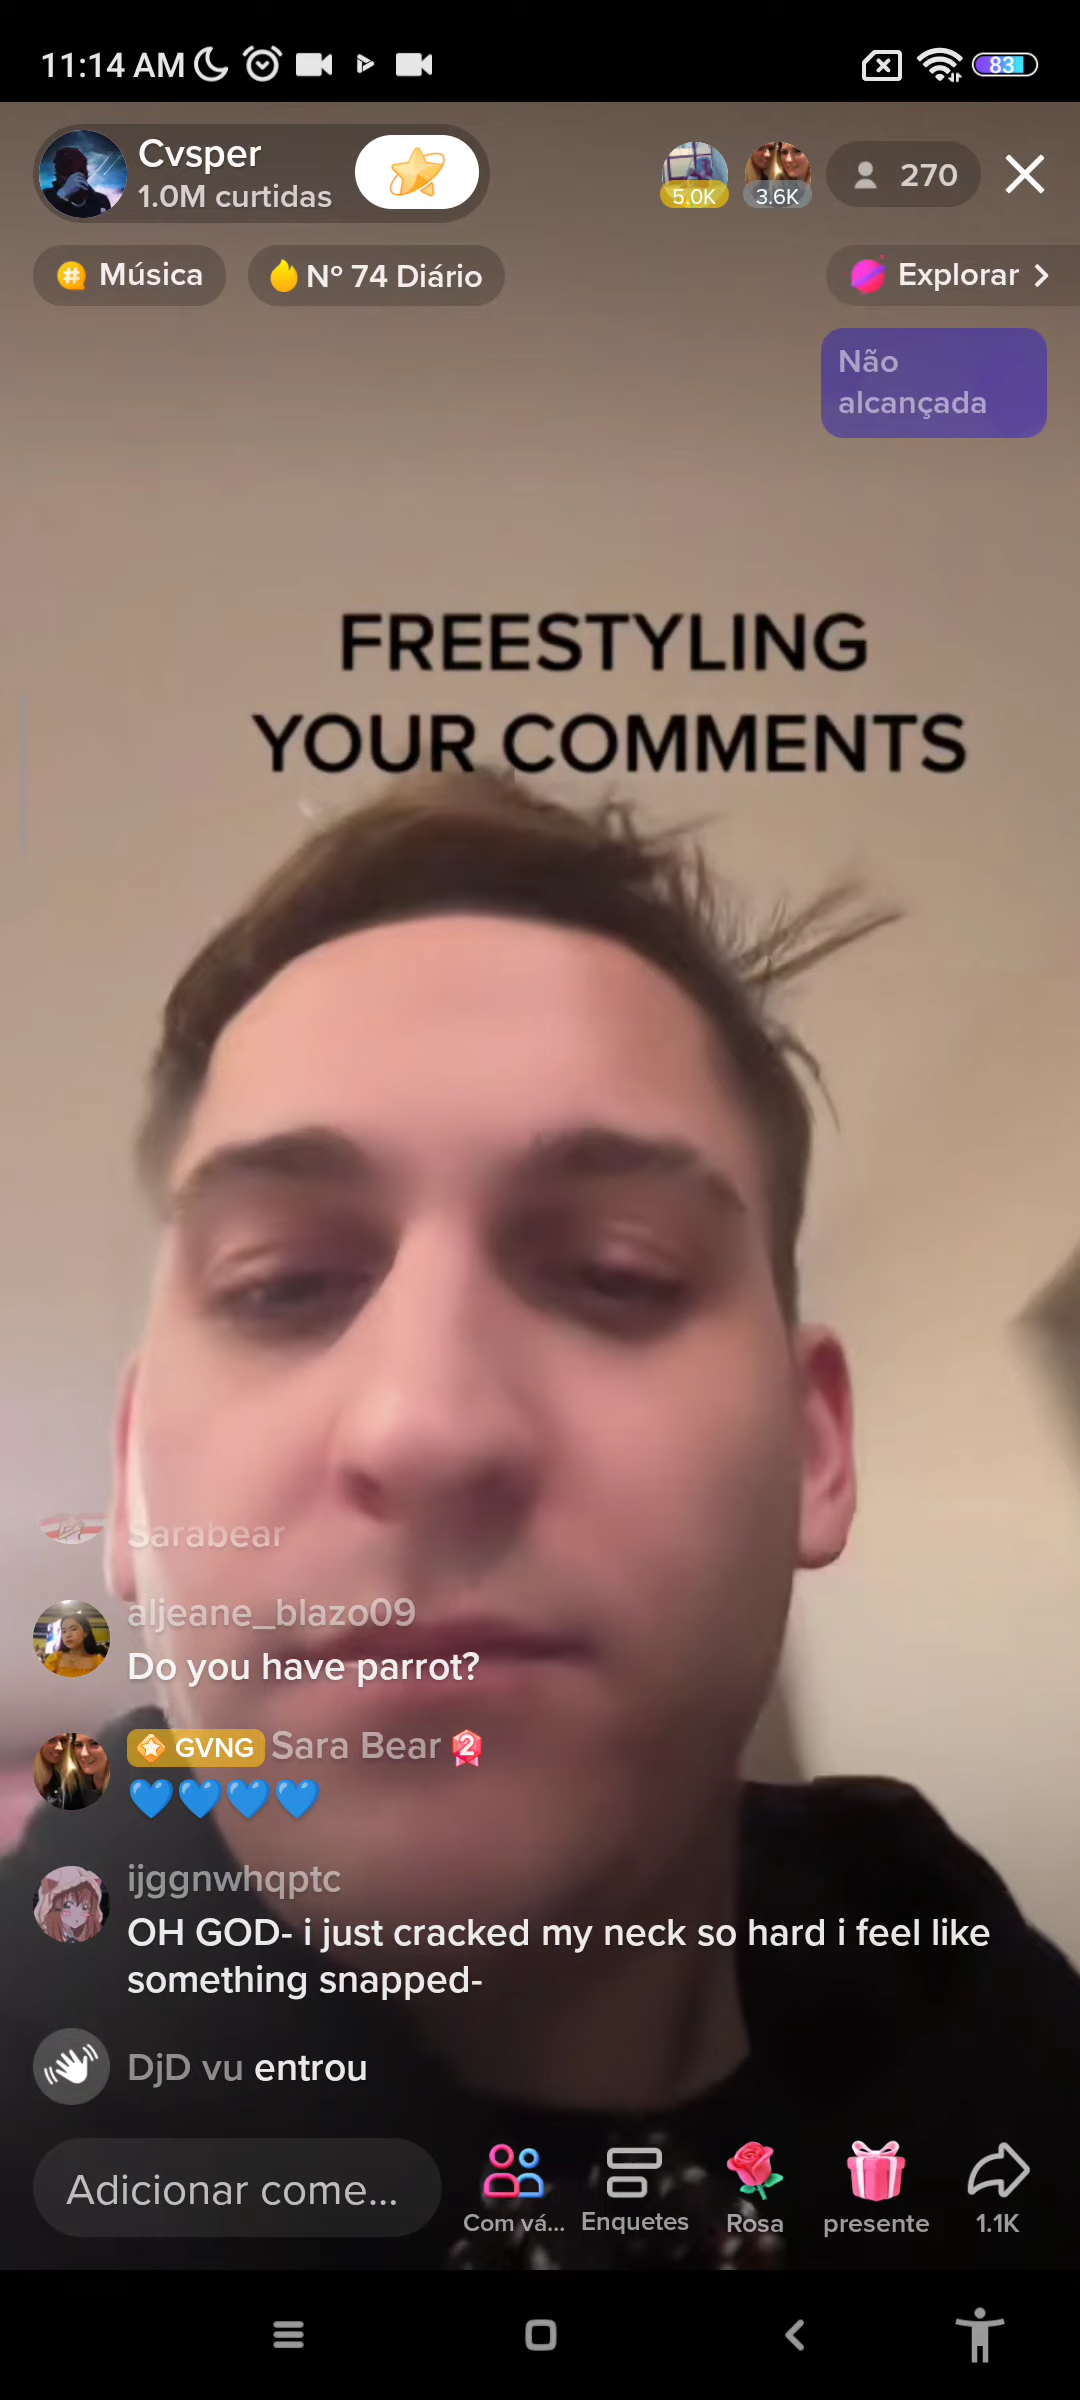 11:14 AM
83
Cvsper
1.0M curtidas
5.0K
3.6K
270
Música
Nº 74 Diário
Explorar
Não
alcançada
FREESTYLING
YOUR COMMENTS
Sarabear
aljeane_blazo09
Do you have parrot?
GVNG Sara Bear 2
💙💙💙💙
ijggnwhqptc
OH GOD- i just cracked my neck so hard i feel like
something snapped-
DjD vu entrou
Adicionar come...
Com vá...
Enquetes
Rosa
presente
1.1K